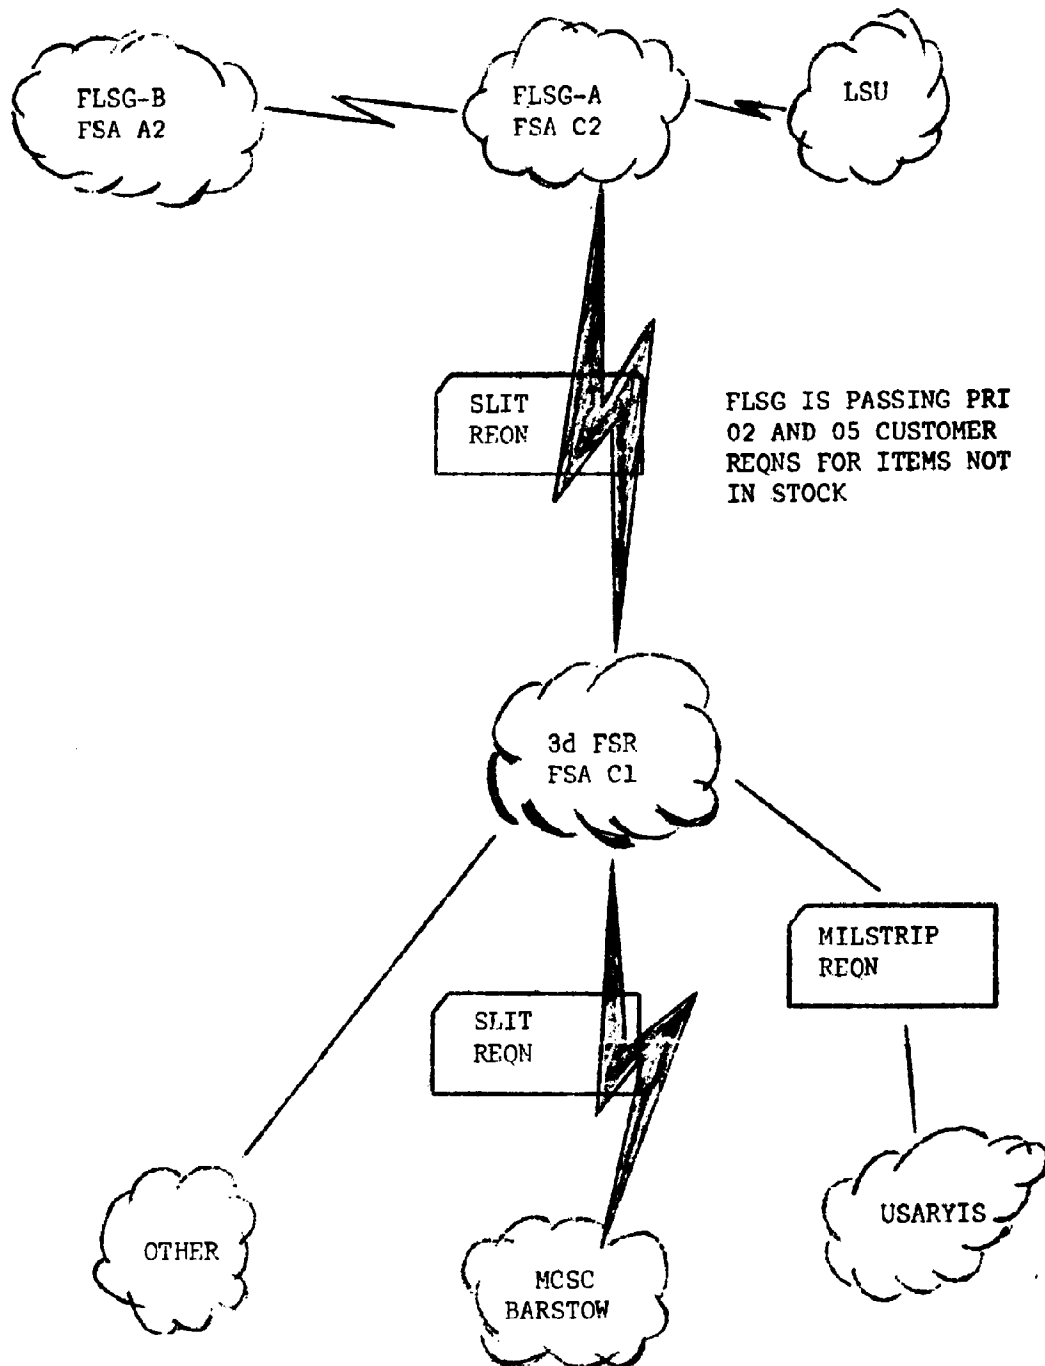 FLSG-B
FSA A2
FLSG-A
FSA C2
LSU
SLIT
REQN
FLSG IS PASSING PRI
02 AND 05 CUSTOMER
REQNS FOR ITEMS NOT
IN STOCK
3d FSR
FSA C1
MILSTRIP
REQN
SLIT
REQN
OTHER
MCSC
BARSTOW
USARYIS